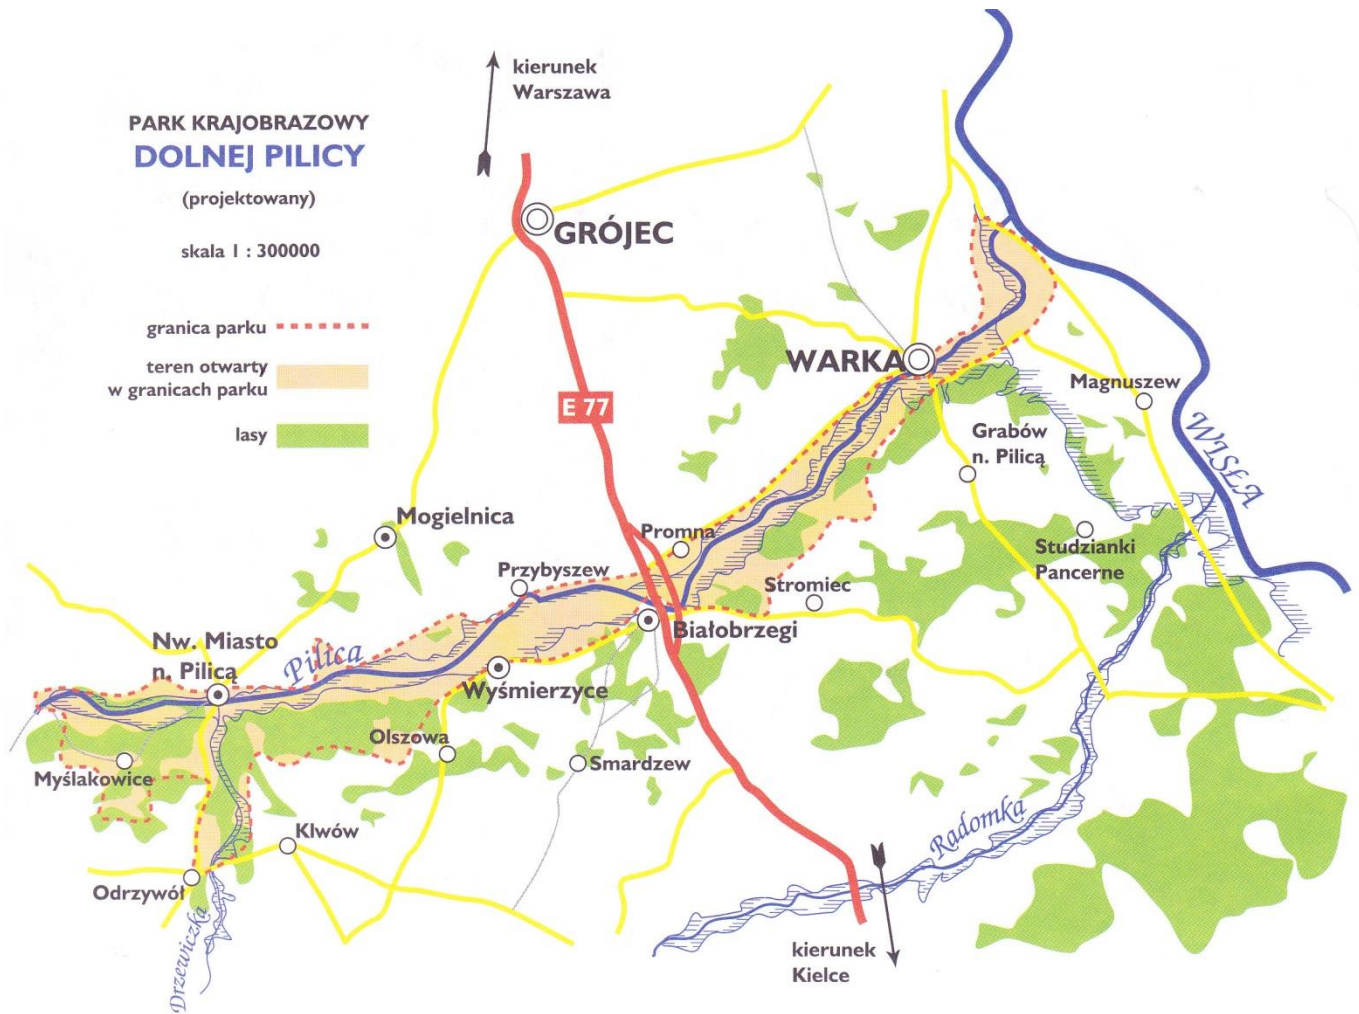 kierunek
Warszawa
PARK KRAJOBRAZOWY
DOLNEJ PILICY
(projektowany)
skala 1 : 300000
GRÓJEC
granica parku
teren otwarty
w granicach parku
lasy
WARKA
E 77
Magnuszew
Grabów
n. Pilicą
WISŁA
Mogielnica
Promna
Studzianki
Pancerne
Przybyszew
Stromiec
Białobrzegi
Nw. Miasto
n. Pilicą
Pilica
Wyśmierzyce
Olszowa
Smardzew
Myślakowice
Radomka
Klwów
Odrzywół
Drzewiczka
kierunek
Kielce